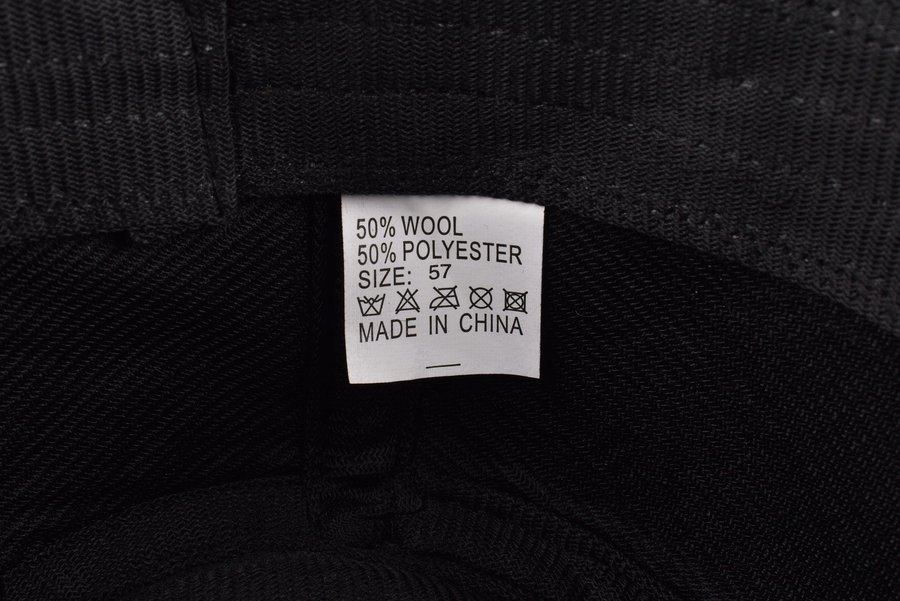 50% WOOL
50% POLYESTER
SIZE: 57
MADE IN CHINA